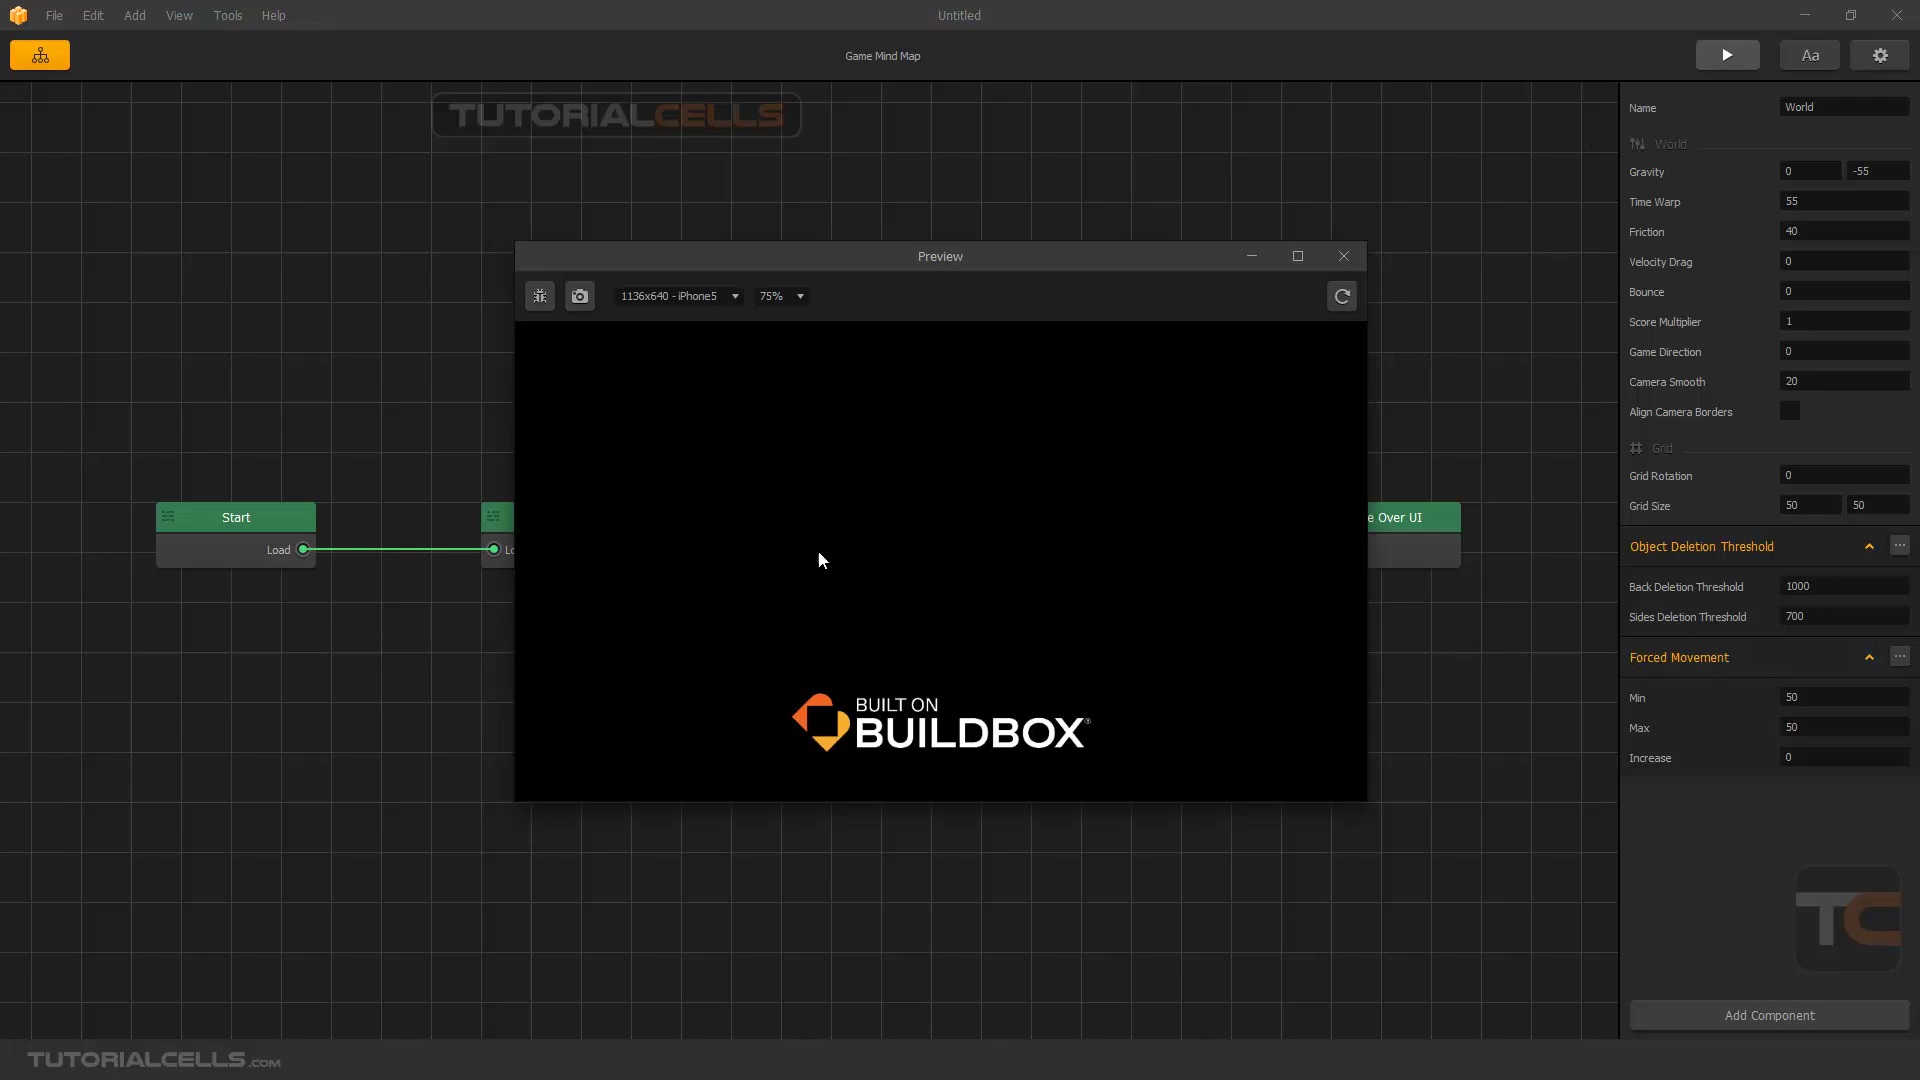 File Edit Add View Tools Help Untitled
Game Mind Map Aa
TUTORIALCELLS
Name World
World
Gravity 0 -55
Time Warp 55
Friction 40
Velocity Drag 0
Bounce 0
Score Multiplier 1
Game Direction 0
Camera Smooth 20
Align Camera Borders
Grid
Grid Rotation 0
Grid Size 50 50
Object Deletion Threshold
Back Deletion Threshold 1000
Sides Deletion Threshold 700
Forced Movement
Min 50
Max 50
Increase 0
TC
Add Component
Preview
1136x640 - iPhone5 75%
BUILT ON
BUILDBOX®
Start
Load
Lo
e Over UI
TUTORIALCELLS.COM